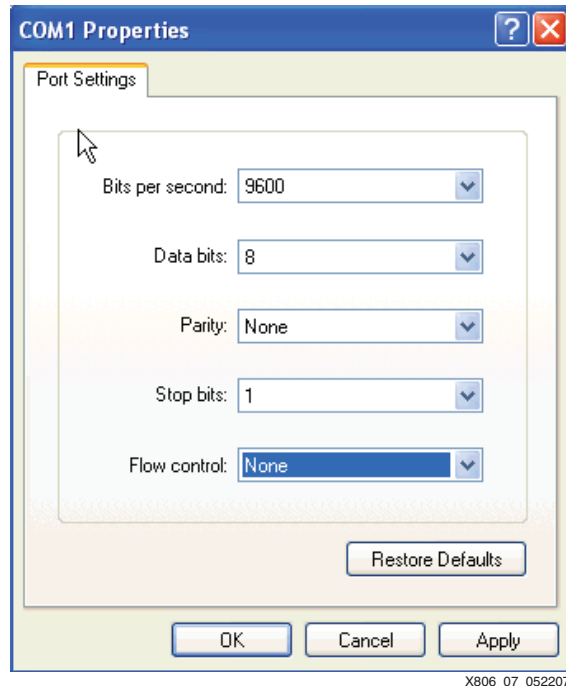 COM1 Properties
Port Settings
Bits per second: 9600
Data bits: 8
Parity: None
Stop bits: 1
Flow control: None
Restore Defaults
OK Cancel Apply
X806_07_052207